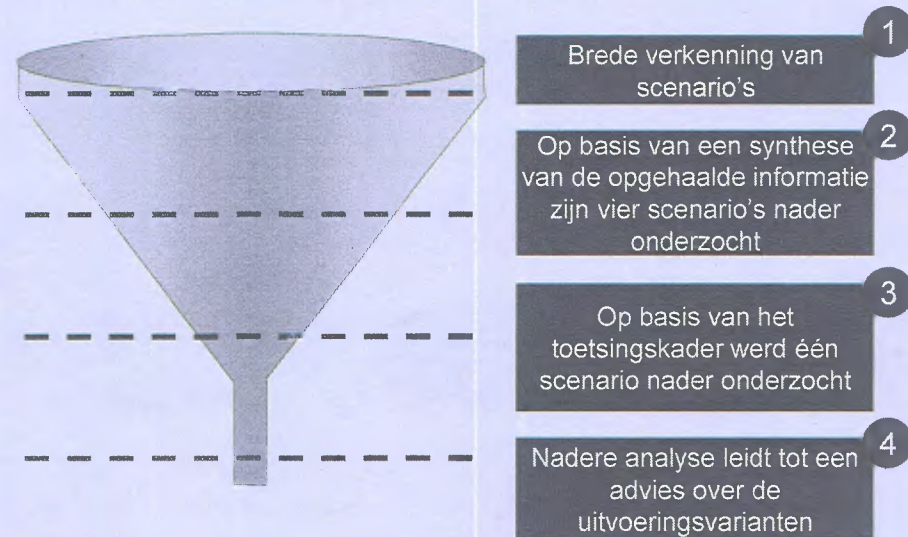 1
Brede verkenning van
scenario's
2
Op basis van een synthese
van de opgehaalde informatie
zijn vier scenario's nader
onderzocht
3
Op basis van het
toetsingskader werd één
scenario nader onderzocht
4
Nadere analyse leidt tot een
advies over de
uitvoeringsvarianten